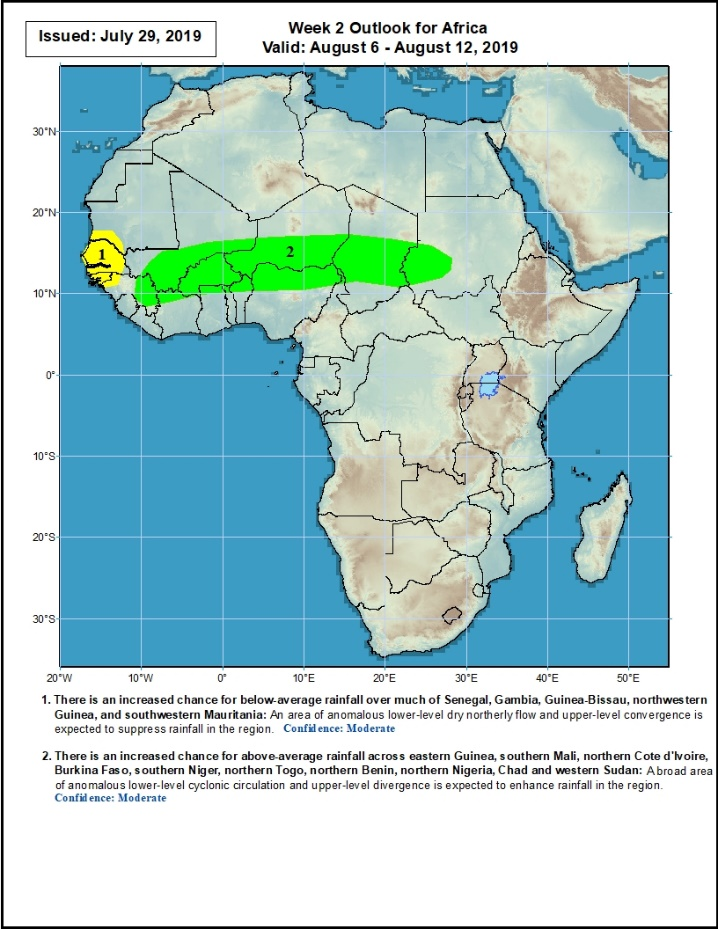 Issued: July 29, 2019
Week 2 Outlook for Africa
Valid: August 6 - August 12, 2019
30°N
20°N
10°N
0°
10°S
20°S
30°S
1
2
20°W 10°W 0° 10°E 20°E 30°E 40°E 50°E
1. There is an increased chance for below-average rainfall over much of Senegal, Gambia, Guinea-Bissau, northwestern
Guinea, and southwestern Mauritania: An area of anomalous lower-level dry northerly flow and upper-level convergence is
expected to suppress rainfall in the region. Confidence: Moderate
2. There is an increased chance for above-average rainfall across eastern Guinea, southern Mali, northern Cote d'Ivoire,
Burkina Faso, southern Niger, northern Togo, northern Benin, northern Nigeria, Chad and western Sudan: A broad area
of anomalous lower-level cyclonic circulation and upper-level divergence is expected to enhance rainfall in the region.
Confidence: Moderate